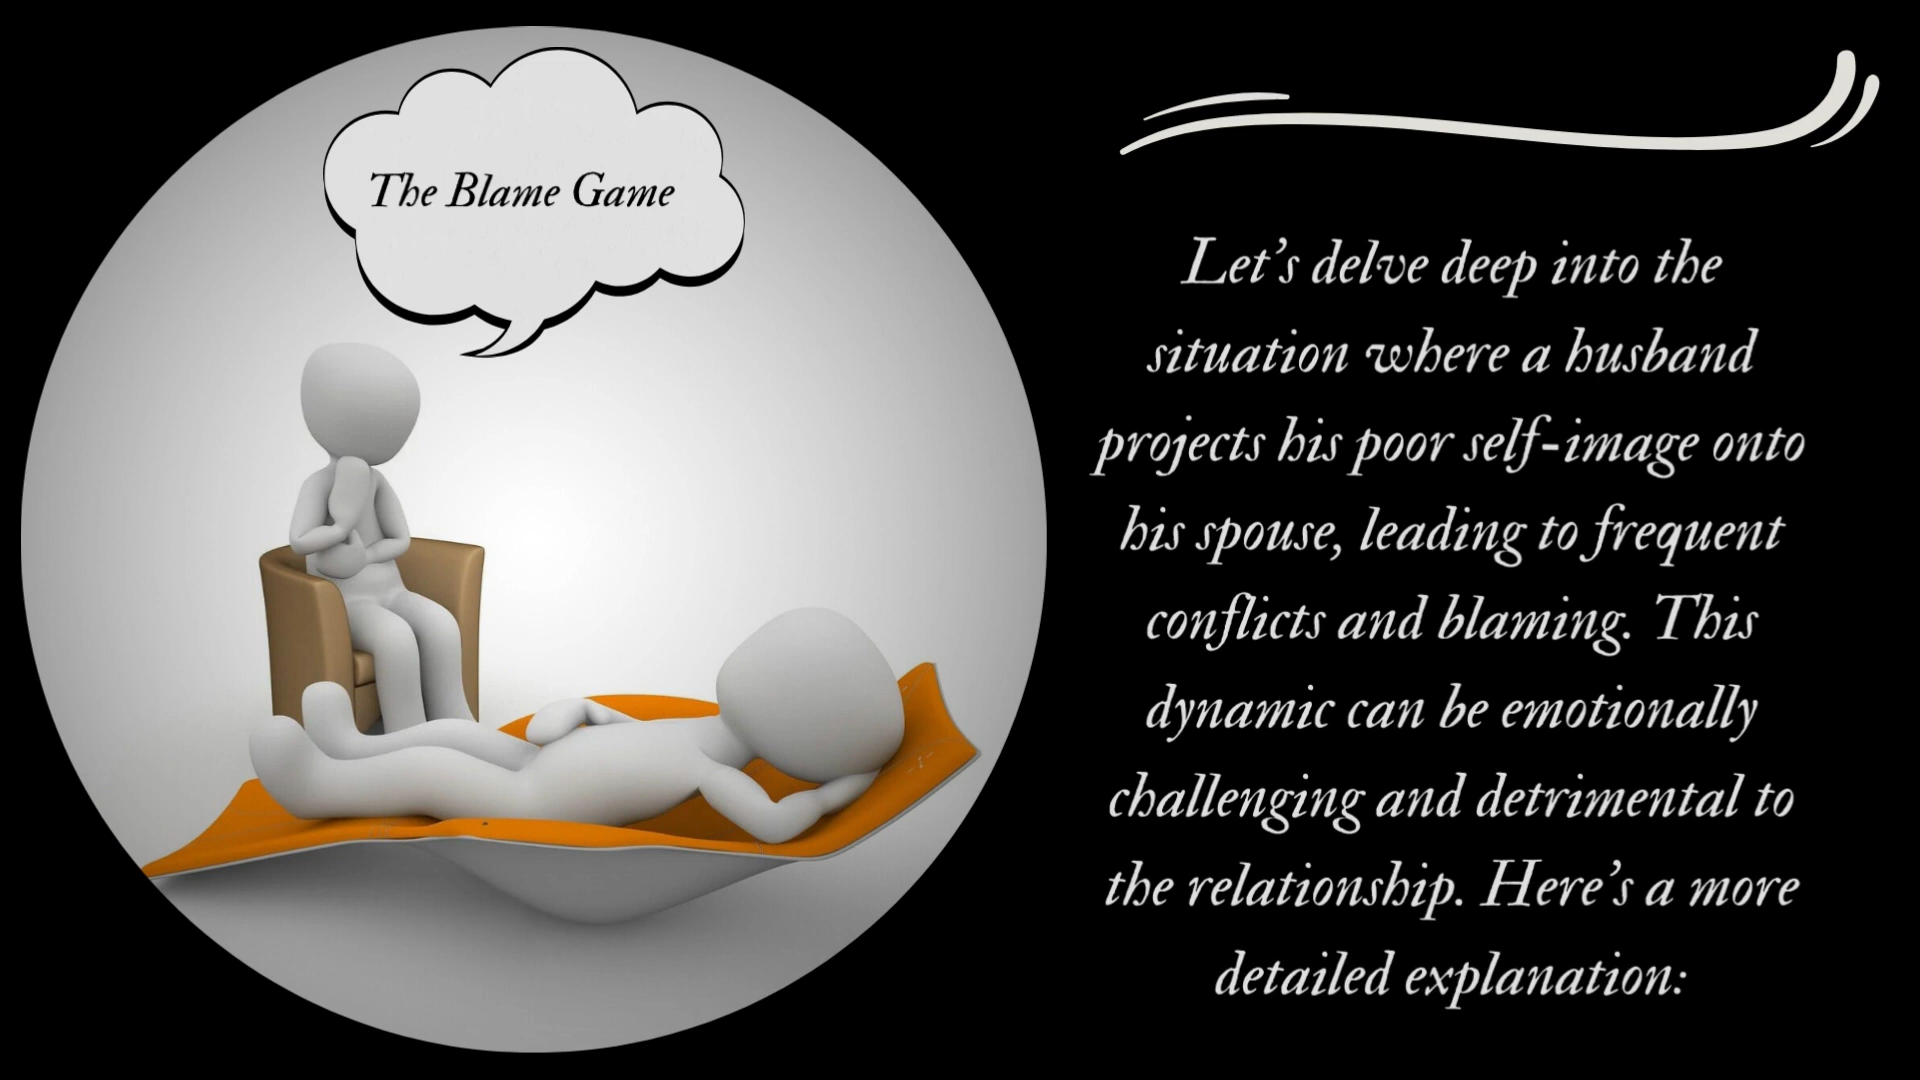 The Blame Game
Let’s delve deep into the
situation where a husband
projects his poor self-image onto
his spouse, leading to frequent
conflicts and blaming. This
dynamic can be emotionally
challenging and detrimental to
the relationship. Here’s a more
detailed explanation: